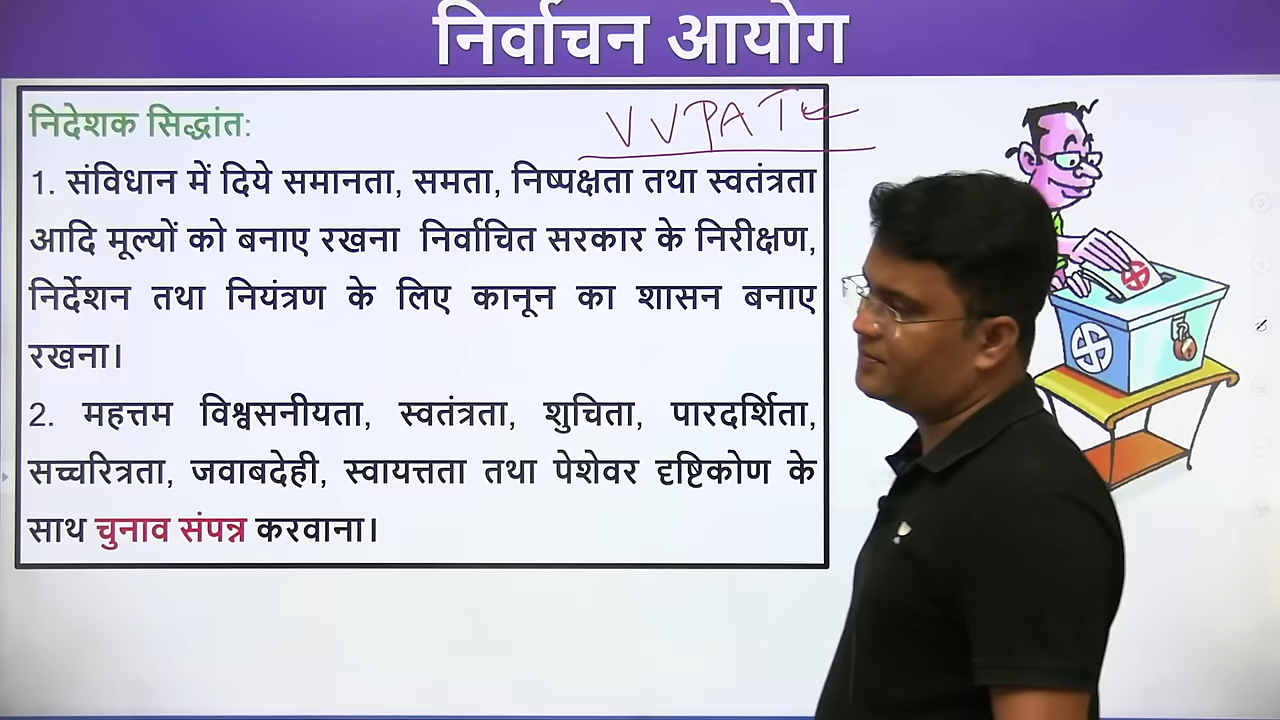 निर्वाचन आयोग
निदेशक सिद्धांत:
VVPAT
1. संविधान में दिये समानता, समता, निष्पक्षता तथा स्वतंत्रता
आदि मूल्यों को बनाए रखना निर्वाचित सरकार के निरीक्षण,
निर्देशन तथा नियंत्रण के लिए कानून का शासन बनाए
रखना।
2. महत्तम विश्वसनीयता, स्वतंत्रता, शुचिता, पारदर्शिता,
सच्चरित्रता, जवाबदेही, स्वायत्तता तथा पेशेवर दृष्टिकोण के
साथ चुनाव संपन्न करवाना।